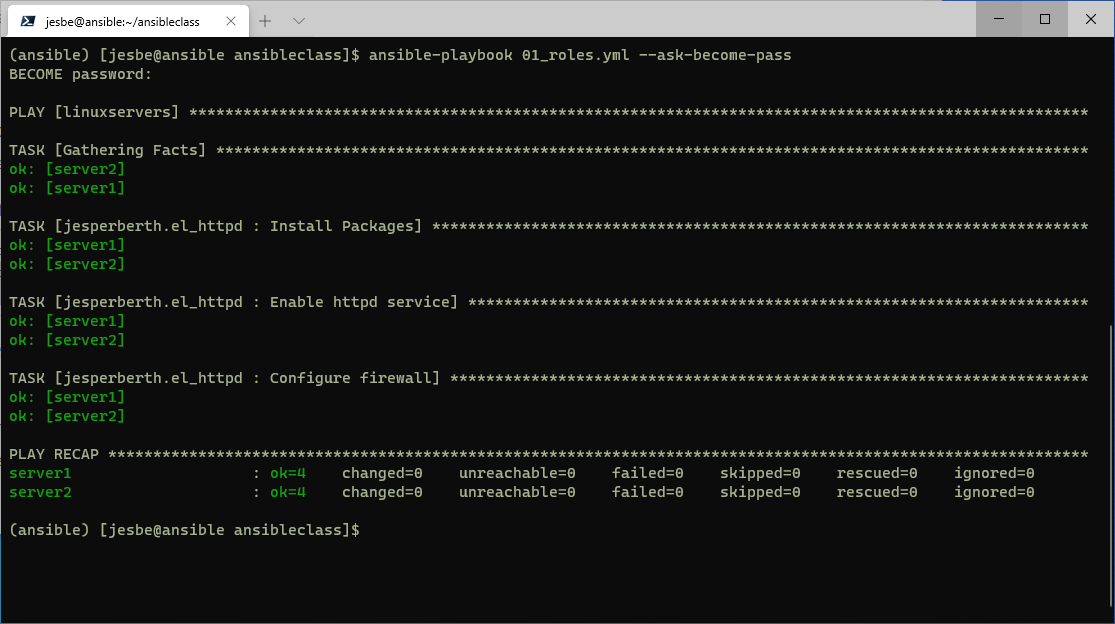 jesbe@ansible:~/ansibleclass
(ansible) [jesbe@ansible ansibleclass]$ ansible-playbook 01_roles.yml --ask-become-pass
BECOME password:
PLAY [linuxservers] ****************************************************************************************************
TASK [Gathering Facts] *************************************************************************************************
ok: [server2]
ok: [server1]
TASK [jesperberth.el_httpd : Install Packages] *************************************************************************
ok: [server1]
ok: [server2]
TASK [jesperberth.el_httpd : Enable httpd service] *********************************************************************
ok: [server1]
ok: [server2]
TASK [jesperberth.el_httpd : Configure firewall] ***********************************************************************
ok: [server1]
ok: [server2]
PLAY RECAP *************************************************************************************************************
server1                    : ok=4    changed=0    unreachable=0    failed=0    skipped=0    rescued=0    ignored=0
server2                    : ok=4    changed=0    unreachable=0    failed=0    skipped=0    rescued=0    ignored=0
(ansible) [jesbe@ansible ansibleclass]$